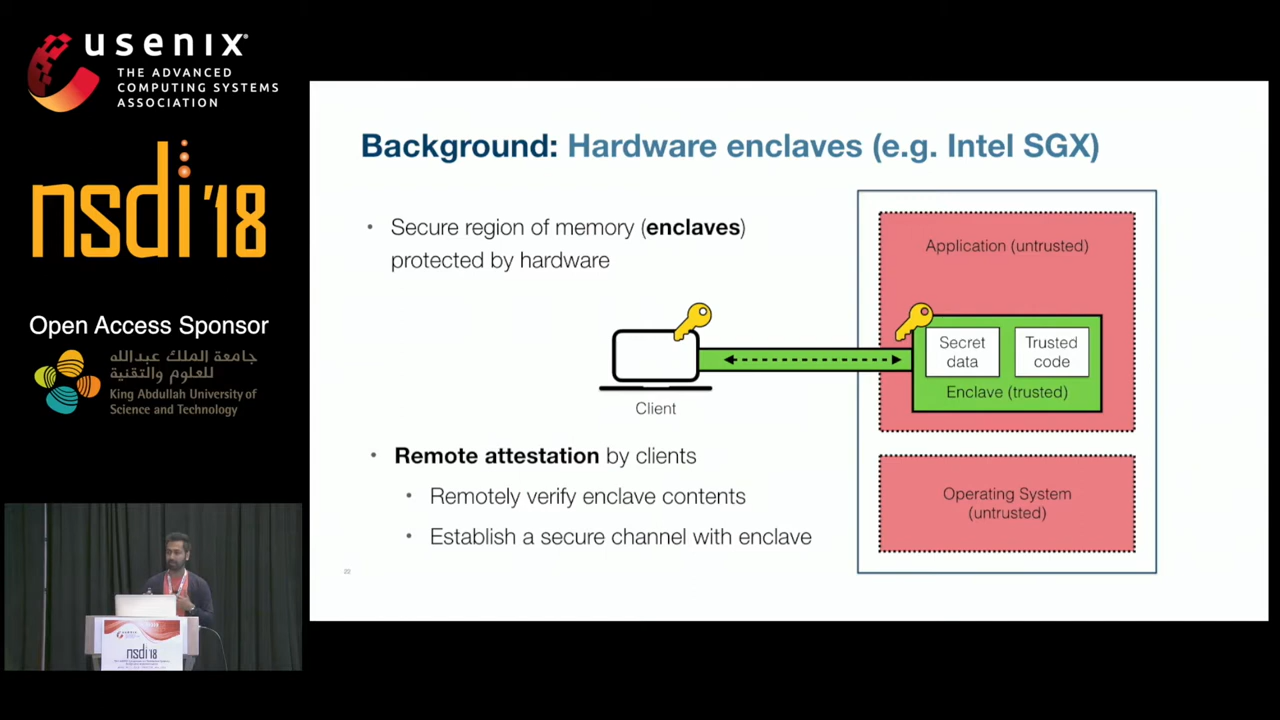 usenix
THE ADVANCED
COMPUTING SYSTEMS
ASSOCIATION
nsdi '18
Open Access Sponsor
جامعة الملك عبدالله
للعلوم والتقنية
King Abdullah University of
Science and Technology
Background: Hardware enclaves (e.g. Intel SGX)
• Secure region of memory (enclaves)
protected by hardware
Application (untrusted)
Secret
data
Trusted
code
Enclave (trusted)
Client
• Remote attestation by clients
• Remotely verify enclave contents
• Establish a secure channel with enclave
Operating System
(untrusted)
22
usenix
nsdi '18